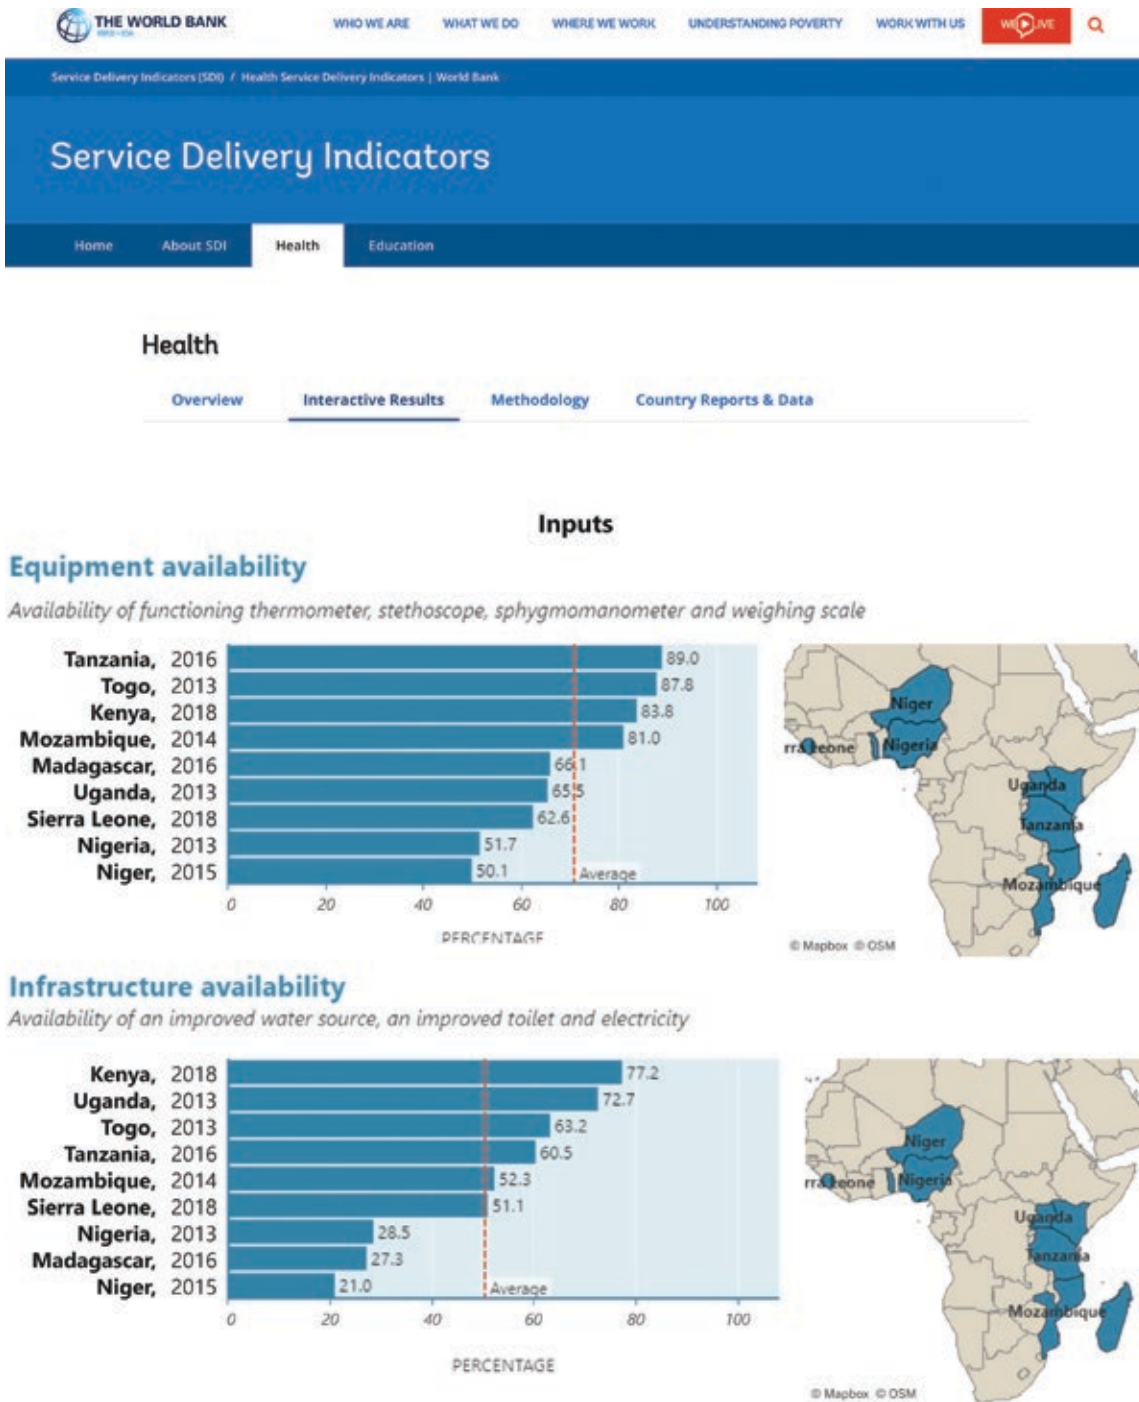 THE WORLD BANK
IBRD • IDA
WHO WE ARE WHAT WE DO WHERE WE WORK UNDERSTANDING POVERTY WORK WITH US
Service Delivery Indicators (SDI) / Health Service Delivery Indicators | World Bank
Service Delivery Indicators
Home About SDI Health Education
Health
Overview Interactive Results Methodology Country Reports & Data
Inputs
Equipment availability
Availability of functioning thermometer, stethoscope, sphygmomanometer and weighing scale
Tanzania, 2016 89.0
Togo, 2013 87.8
Kenya, 2018 83.8
Mozambique, 2014 81.0
Madagascar, 2016 66.1
Uganda, 2013 65.5
Sierra Leone, 2018 62.6
Nigeria, 2013 51.7
Niger, 2015 50.1
Average
0 20 40 60 80 100
PERCENTAGE
Niger
rra Leone
Nigeria
Uganda
Tanzania
Mozambique
© Mapbox © OSM
Infrastructure availability
Availability of an improved water source, an improved toilet and electricity
Kenya, 2018 77.2
Uganda, 2013 72.7
Togo, 2013 63.2
Tanzania, 2016 60.5
Mozambique, 2014 52.3
Sierra Leone, 2018 51.1
Nigeria, 2013 28.5
Madagascar, 2016 27.3
Niger, 2015 21.0
Average
0 20 40 60 80 100
PERCENTAGE
Niger
rra Leone
Nigeria
Uganda
Tanzania
Mozambique
© Mapbox © OSM